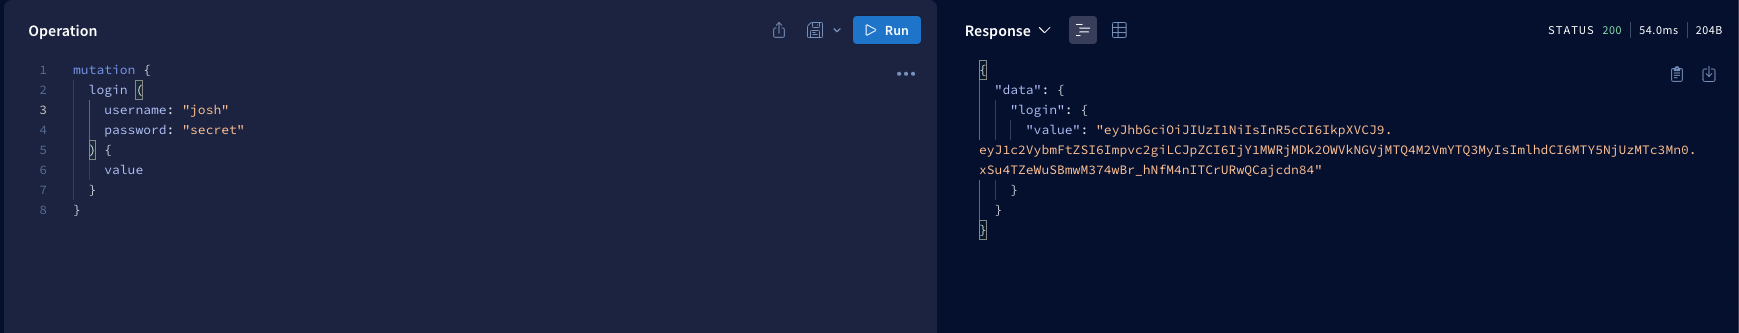 Operation
Run
1 mutation {
2 login (
3 username: "josh"
4 password: "secret"
5 ) {
6 value
7 }
8 }
Response
STATUS 200 54.0ms 204B
{
"data": {
"login": {
"value": "eyJhbGciOiJIUzI1NiIsInR5cCI6IkpXVCJ9.
eyJ1c2VybmFtZSI6Impvc2giLCJpZCI6IjY1MWRjMDk2OWVkNGVjMTQ4M2VmYTQ3MyIsImlhdCI6MTY5NjUzMTc3Mn0.
xSu4TZeWuSBmwM374wBr_hNfM4nITCrURwQCajcdn84"
}
}
}